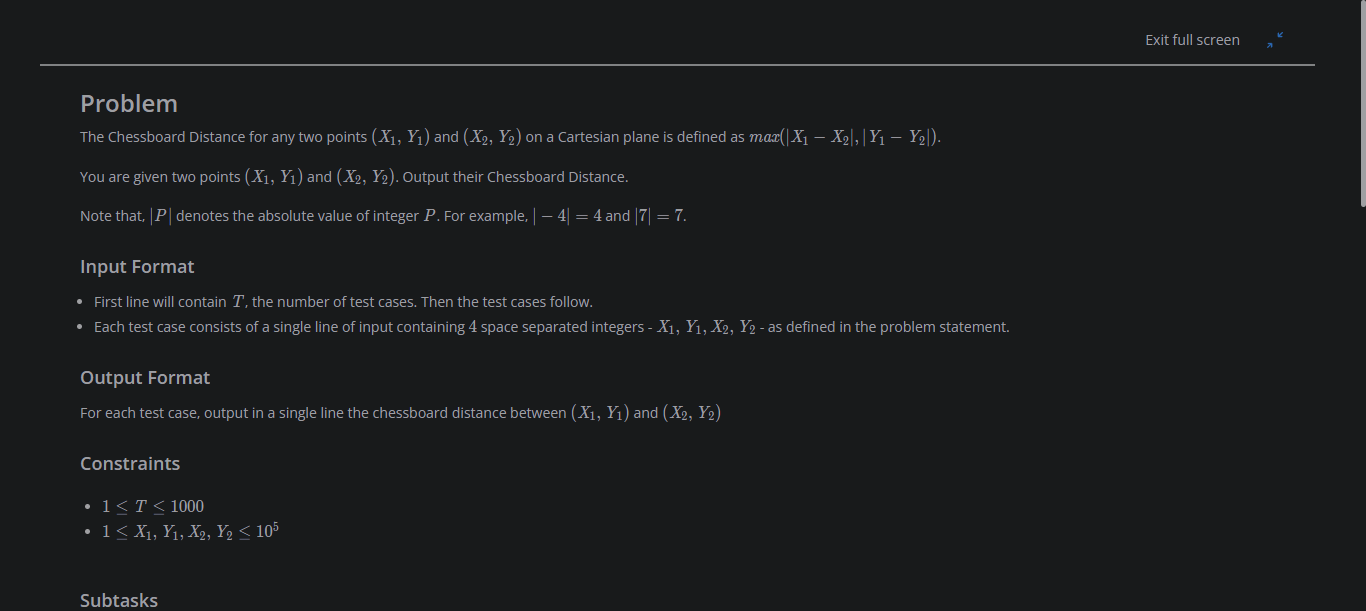 Exit full screen
Problem
The Chessboard Distance for any two points (X₁, Y₁) and (X₂, Y₂) on a Cartesian plane is defined as max(|X₁ − X₂|, |Y₁ − Y₂|).
You are given two points (X₁, Y₁) and (X₂, Y₂). Output their Chessboard Distance.
Note that, |P| denotes the absolute value of integer P. For example, | − 4| = 4 and |7| = 7.
Input Format
• First line will contain T, the number of test cases. Then the test cases follow.
• Each test case consists of a single line of input containing 4 space separated integers - X₁, Y₁, X₂, Y₂ - as defined in the problem statement.
Output Format
For each test case, output in a single line the chessboard distance between (X₁, Y₁) and (X₂, Y₂)
Constraints
• 1 ≤ T ≤ 1000
• 1 ≤ X₁, Y₁, X₂, Y₂ ≤ 10⁵
Subtasks